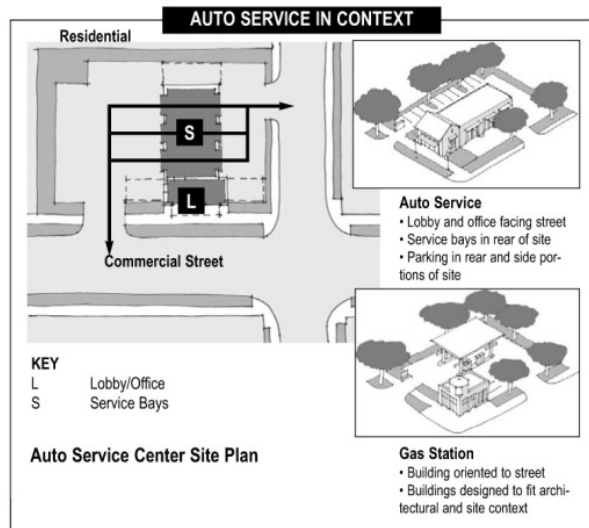 AUTO SERVICE IN CONTEXT
Residential
S
L
Commercial Street
KEY
L Lobby/Office
S Service Bays
Auto Service Center Site Plan
Auto Service
• Lobby and office facing street
• Service bays in rear of site
• Parking in rear and side por-
tions of site
Gas Station
• Building oriented to street
• Buildings designed to fit archi-
tectural and site context